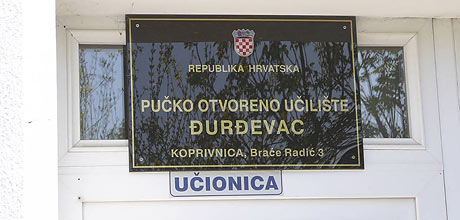 REPUBLIKA HRVATSKA
PUČKO OTVORENO UČILIŠTE
ĐURĐEVAC
KOPRIVNICA, Braće Radić 3
UČIONICA